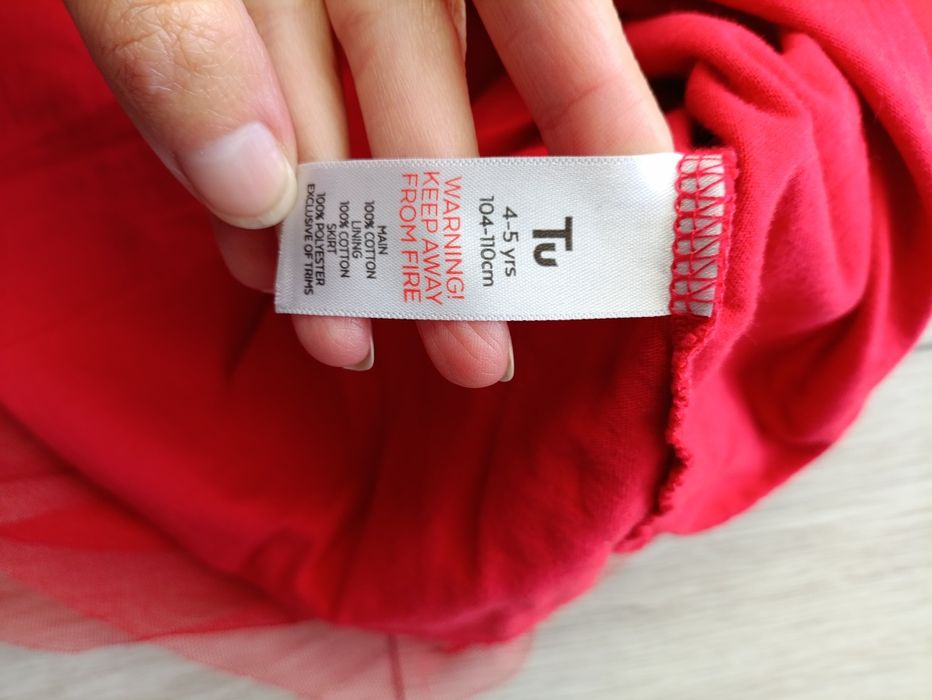 Tu
4-5 yrs
104-110cm
WARNING!
KEEP AWAY
FROM FIRE
MAIN
100% COTTON
LINING
100% COTTON
SKIRT
100% POLYESTER
EXCLUSIVE OF TRIMS